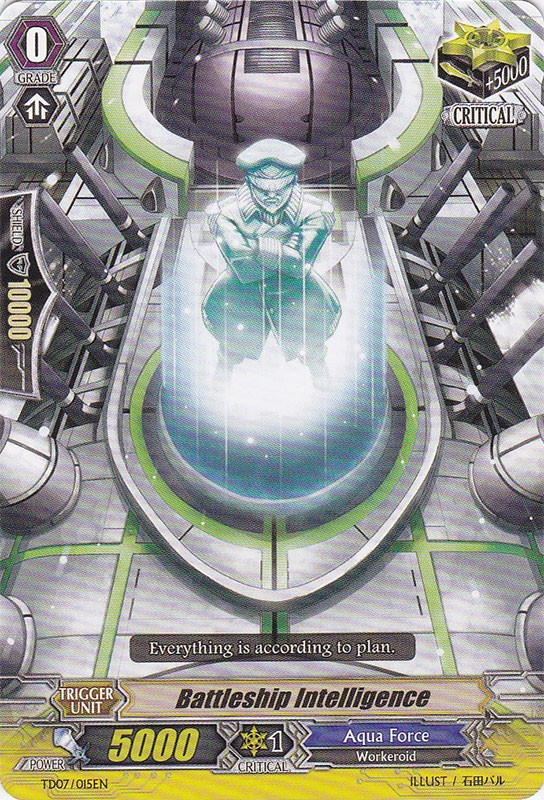 0
GRADE
+5000
CRITICAL
SHIELD 10000
Everything is according to plan.
TRIGGER
UNIT
Battleship Intelligence
POWER 5000
1
CRITICAL
Aqua Force
Workeroid
TD07/015EN
ILLUST / 石田バル